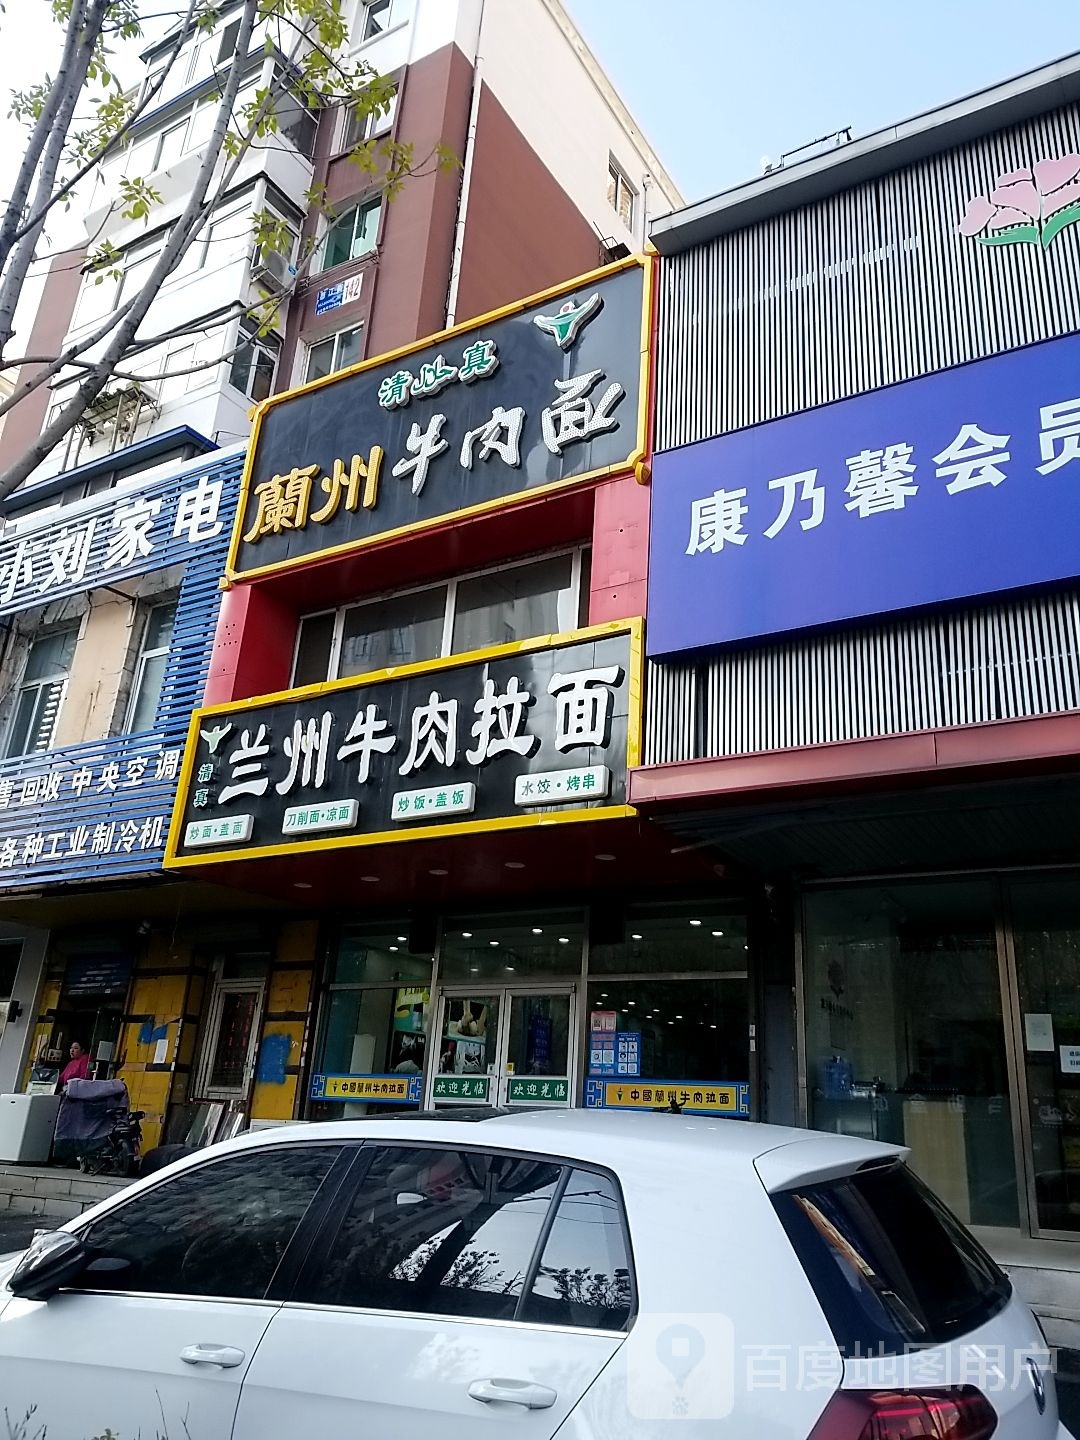 清真
蘭州牛肉面
康乃馨会员
小刘家电
清真
兰州牛肉拉面
炒面·盖面
刀削面·凉面
炒饭·盖饭
水饺·烤串
售回收中央空调
各种工业制冷机
142
中國蘭州牛肉拉面
欢迎光临
欢迎光临
中國蘭州牛肉拉面
百度地图用户